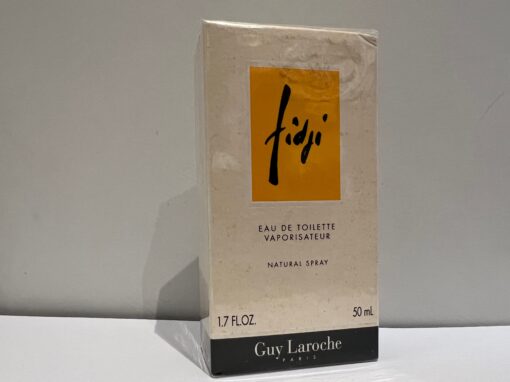 fidji
EAU DE TOILETTE
VAPORISATEUR
NATURAL SPRAY
1.7 FL.OZ. 50 mL
Guy Laroche
PARIS